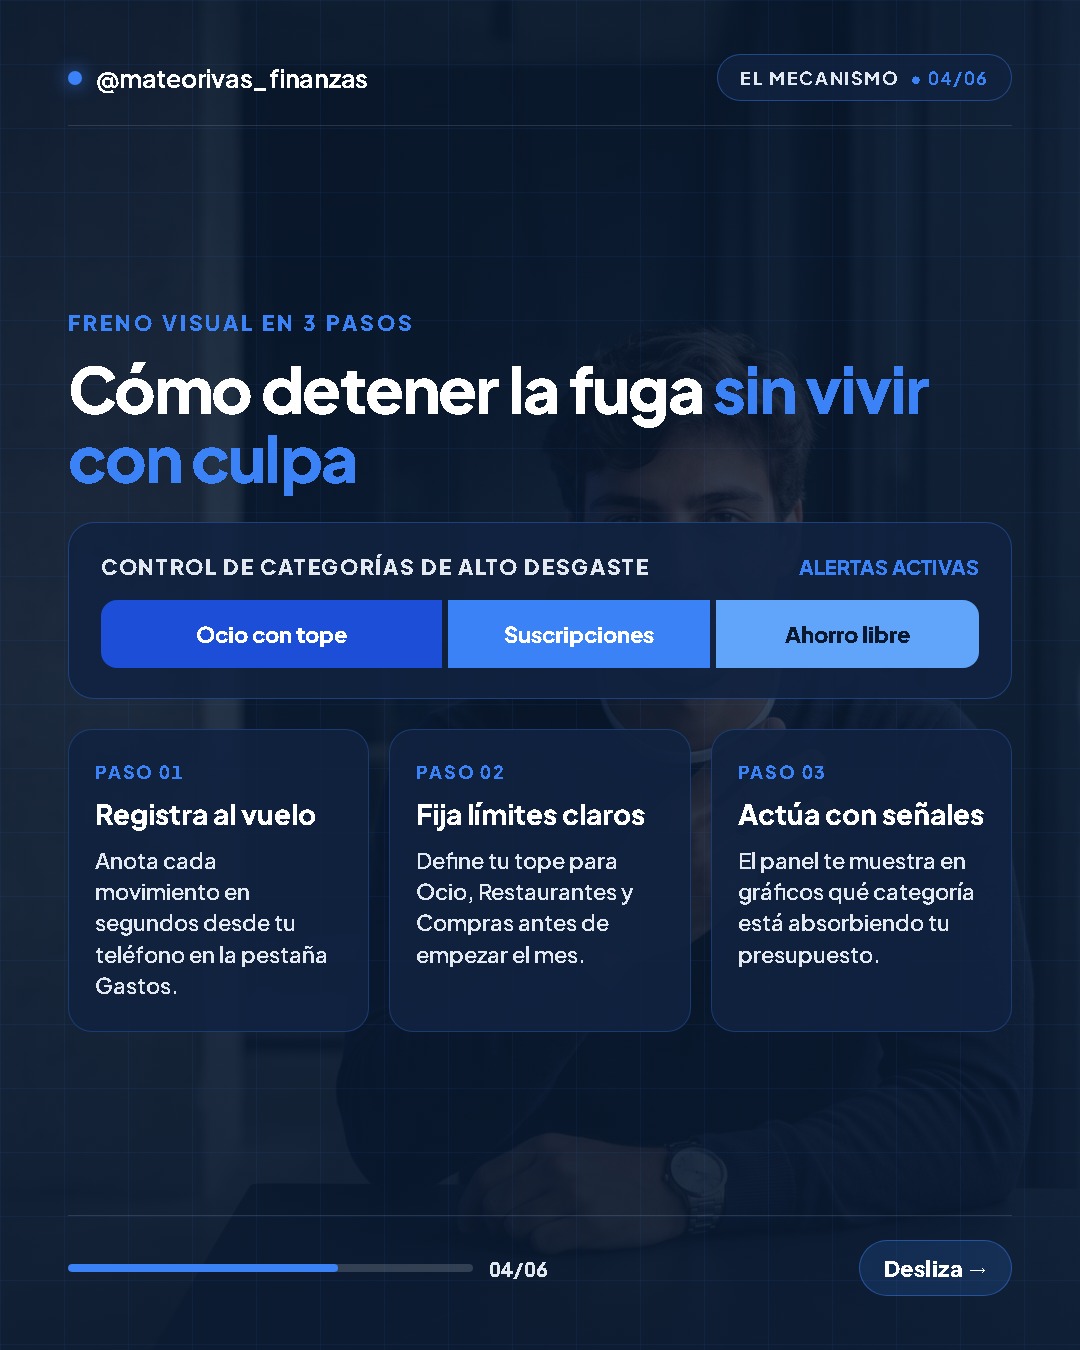 @mateorivas_finanzas
EL MECANISMO • 04/06
FRENO VISUAL EN 3 PASOS
Cómo detener la fuga sin vivir
con culpa
CONTROL DE CATEGORÍAS DE ALTO DESGASTE
ALERTAS ACTIVAS
Ocio con tope
Suscripciones
Ahorro libre
PASO 01
Registra al vuelo
Anota cada
movimiento en
segundos desde tu
teléfono en la pestaña
Gastos.
PASO 02
Fija límites claros
Define tu tope para
Ocio, Restaurantes y
Compras antes de
empezar el mes.
PASO 03
Actúa con señales
El panel te muestra en
gráficos qué categoría
está absorbiendo tu
presupuesto.
04/06
Desliza →